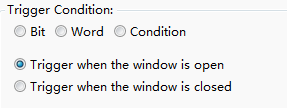 Trigger Condition:
Bit Word Condition
Trigger when the window is open
Trigger when the window is closed